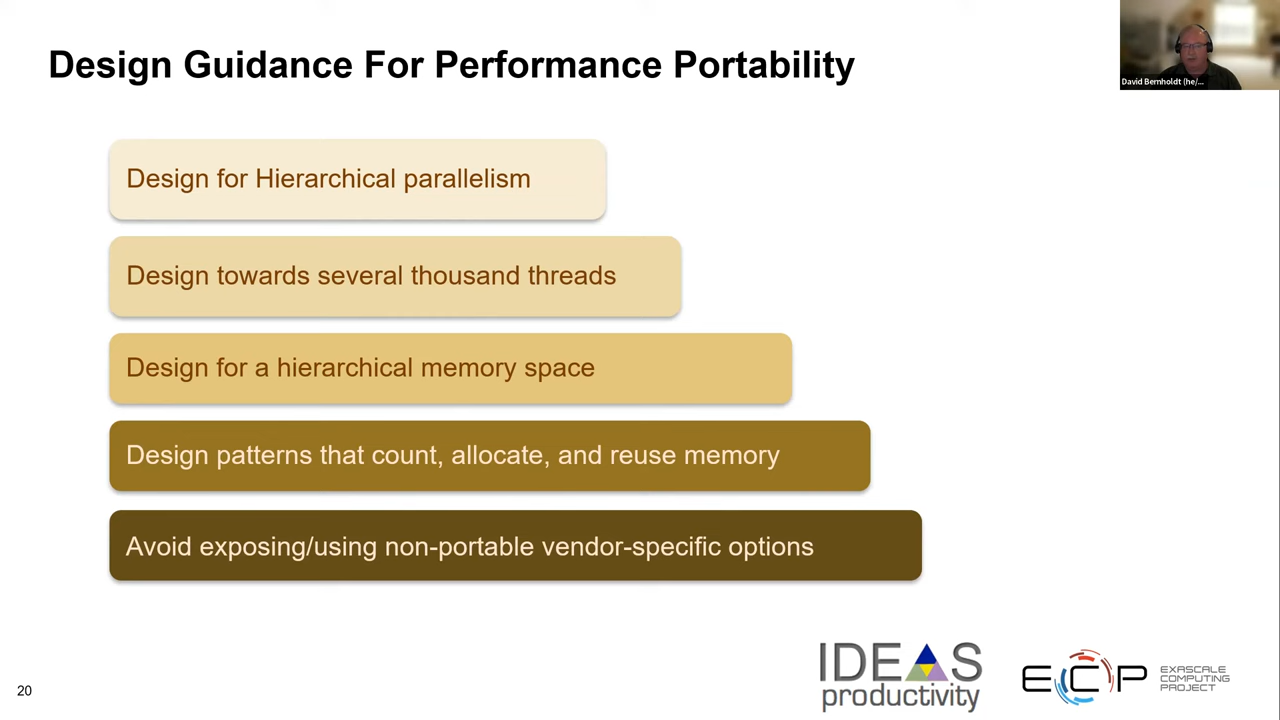 Design Guidance For Performance Portability
David Bernholdt (he/...
Design for Hierarchical parallelism
Design towards several thousand threads
Design for a hierarchical memory space
Design patterns that count, allocate, and reuse memory
Avoid exposing/using non-portable vendor-specific options
20
IDEAS
productivity
ECP
EXASCALE
COMPUTING
PROJECT